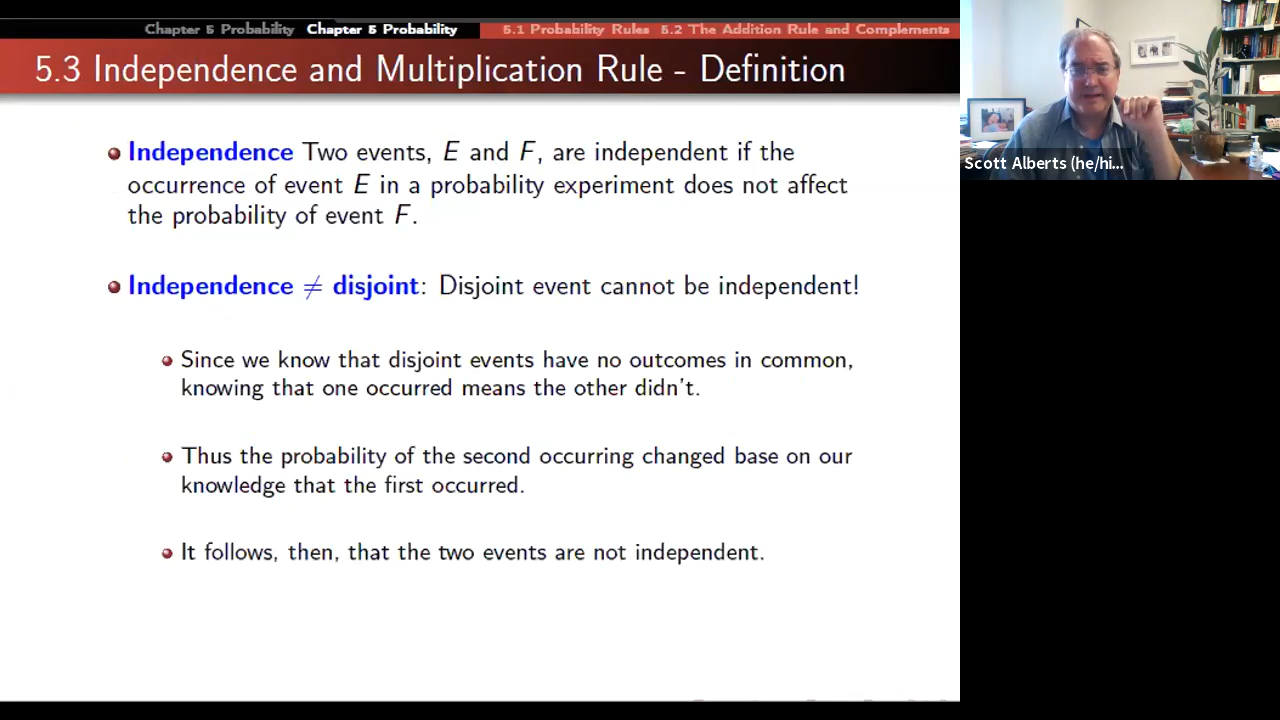 Chapter 5 Probability Chapter 5 Probability 5.1 Probability Rules 5.2 The Addition Rule and Complements
5.3 Independence and Multiplication Rule - Definition
Independence Two events, E and F, are independent if the
occurrence of event E in a probability experiment does not affect
the probability of event F.
Independence ≠ disjoint: Disjoint event cannot be independent!
Since we know that disjoint events have no outcomes in common,
knowing that one occurred means the other didn't.
Thus the probability of the second occurring changed base on our
knowledge that the first occurred.
It follows, then, that the two events are not independent.
Scott Alberts (he/hi...